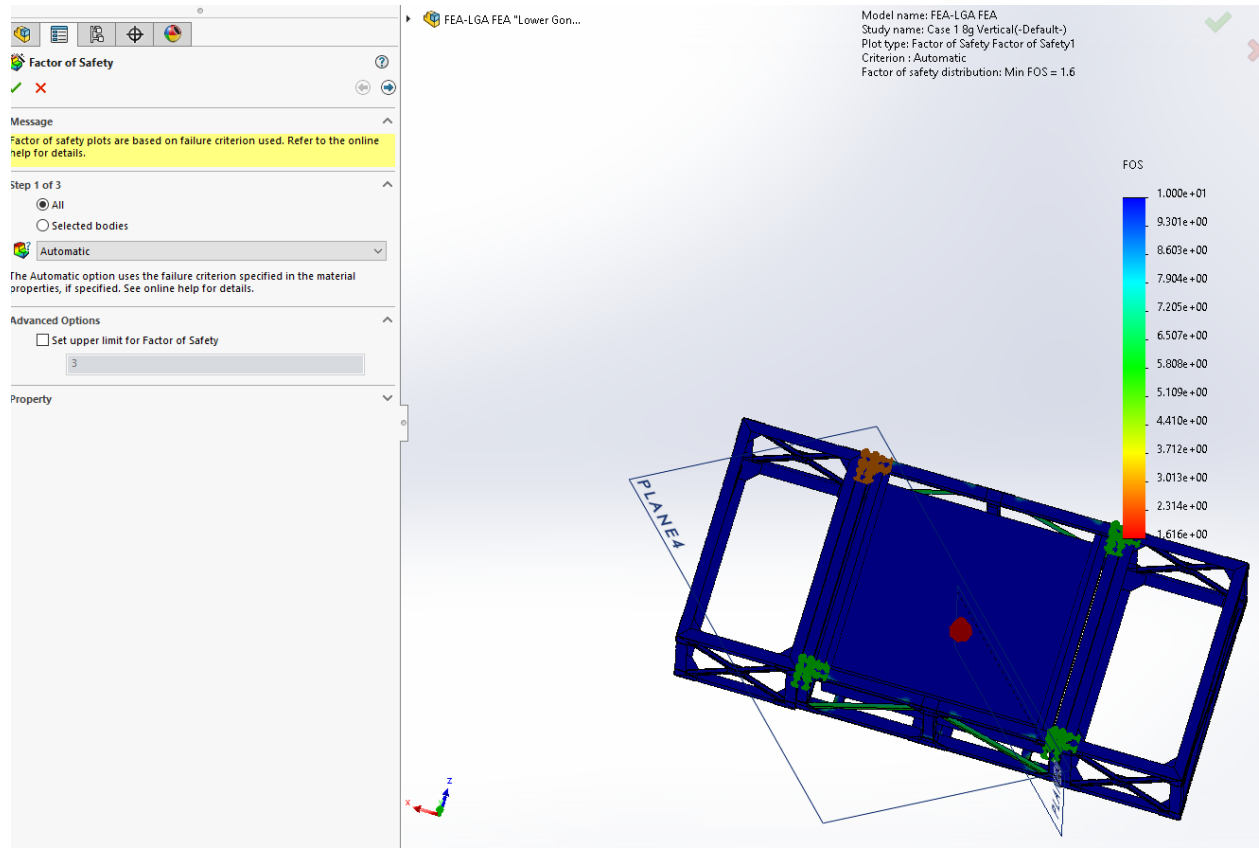 Factor of Safety
Message
Factor of safety plots are based on failure criterion used. Refer to the online
help for details.
Step 1 of 3
All
Selected bodies
Automatic
The Automatic option uses the failure criterion specified in the material
properties, if specified. See online help for details.
Advanced Options
Set upper limit for Factor of Safety
3
Property
FEA-LGA FEA "Lower Gon...
Model name: FEA-LGA FEA
Study name: Case 1 8g Vertical(-Default-)
Plot type: Factor of Safety Factor of Safety1
Criterion : Automatic
Factor of safety distribution: Min FOS = 1.6
FOS
1.000e+01
9.301e+00
8.603e+00
7.904e+00
7.205e+00
6.507e+00
5.808e+00
5.109e+00
4.410e+00
3.712e+00
3.013e+00
2.314e+00
1.616e+00
PLANE4
Z
X